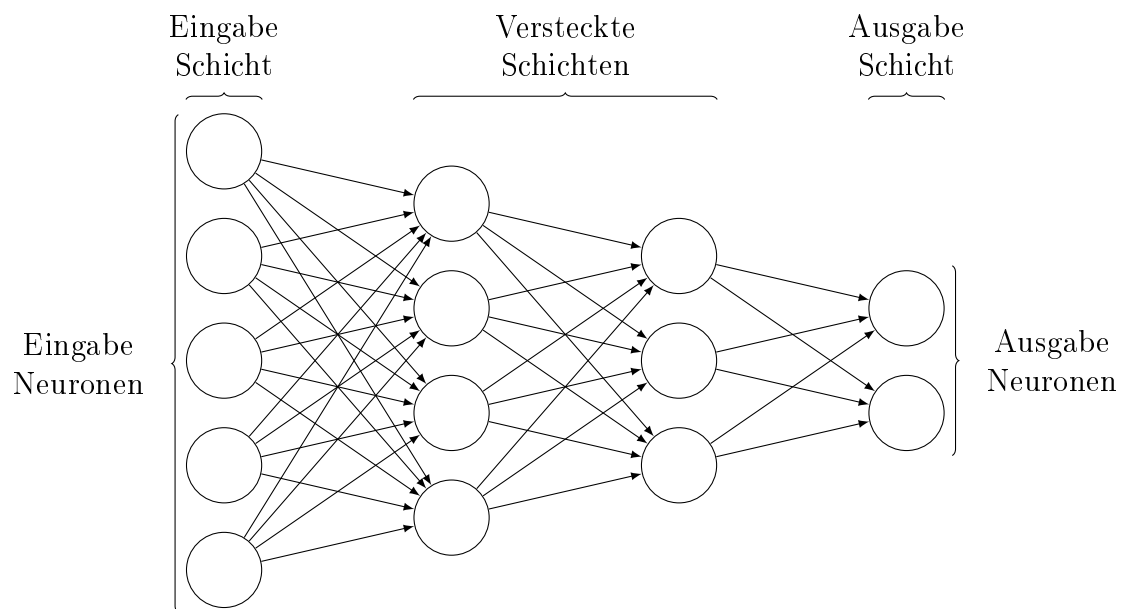 Eingabe
Schicht
Versteckte
Schichten
Ausgabe
Schicht
Eingabe
Neuronen
Ausgabe
Neuronen